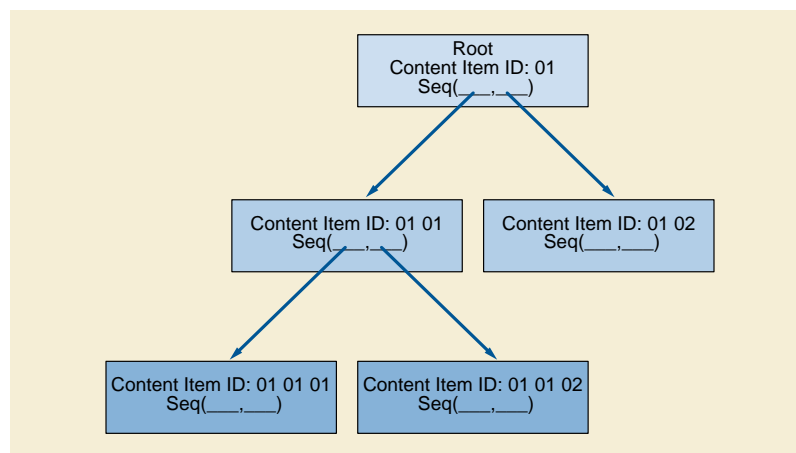 Root
Content Item ID: 01
Seq(___,___)
Content Item ID: 01 01
Seq(___,___)
Content Item ID: 01 02
Seq(___,___)
Content Item ID: 01 01 01
Seq(___,___)
Content Item ID: 01 01 02
Seq(___,___)